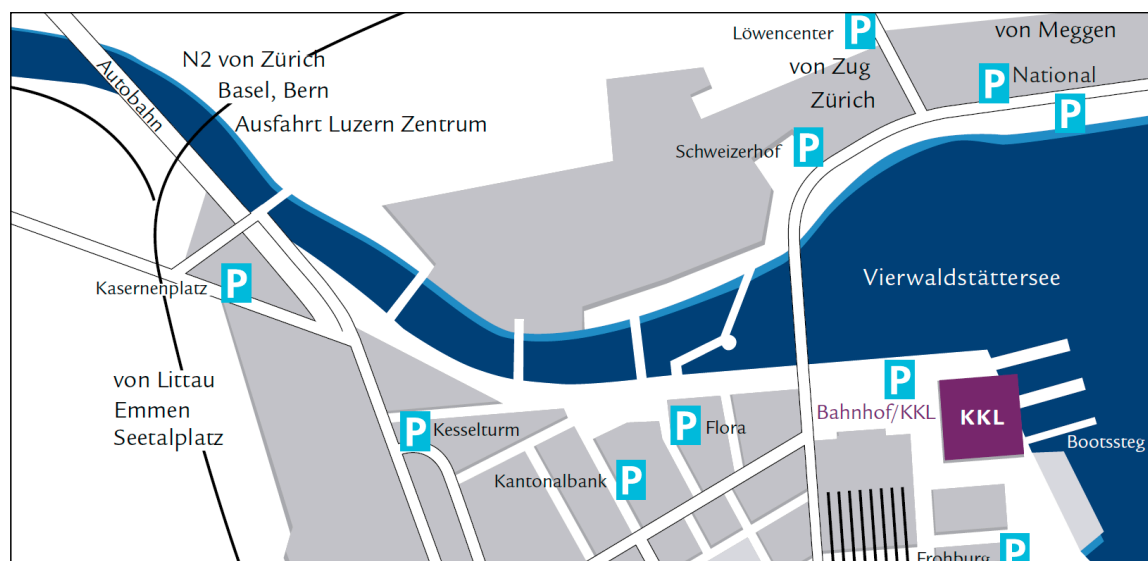 Löwencenter
P
von Meggen
N2 von Zürich
Basel, Bern
Ausfahrt Luzern Zentrum
von Zug
Zürich
P
National
P
Autobahn
Schweizerhof
P
Kasernenplatz
P
Vierwaldstättersee
von Littau
Emmen
Seetalplatz
P
Bahnhof/KKL
KKL
P
Kesselturm
P
Flora
Bootssteg
Kantonalbank
P
Frohburg
P